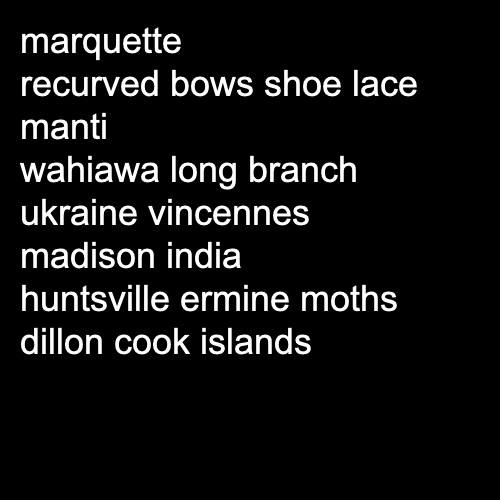 marquette
recurved bows shoe lace
manti
wahiawa long branch
ukraine vincennes
madison india
huntsville ermine moths
dillon cook islands